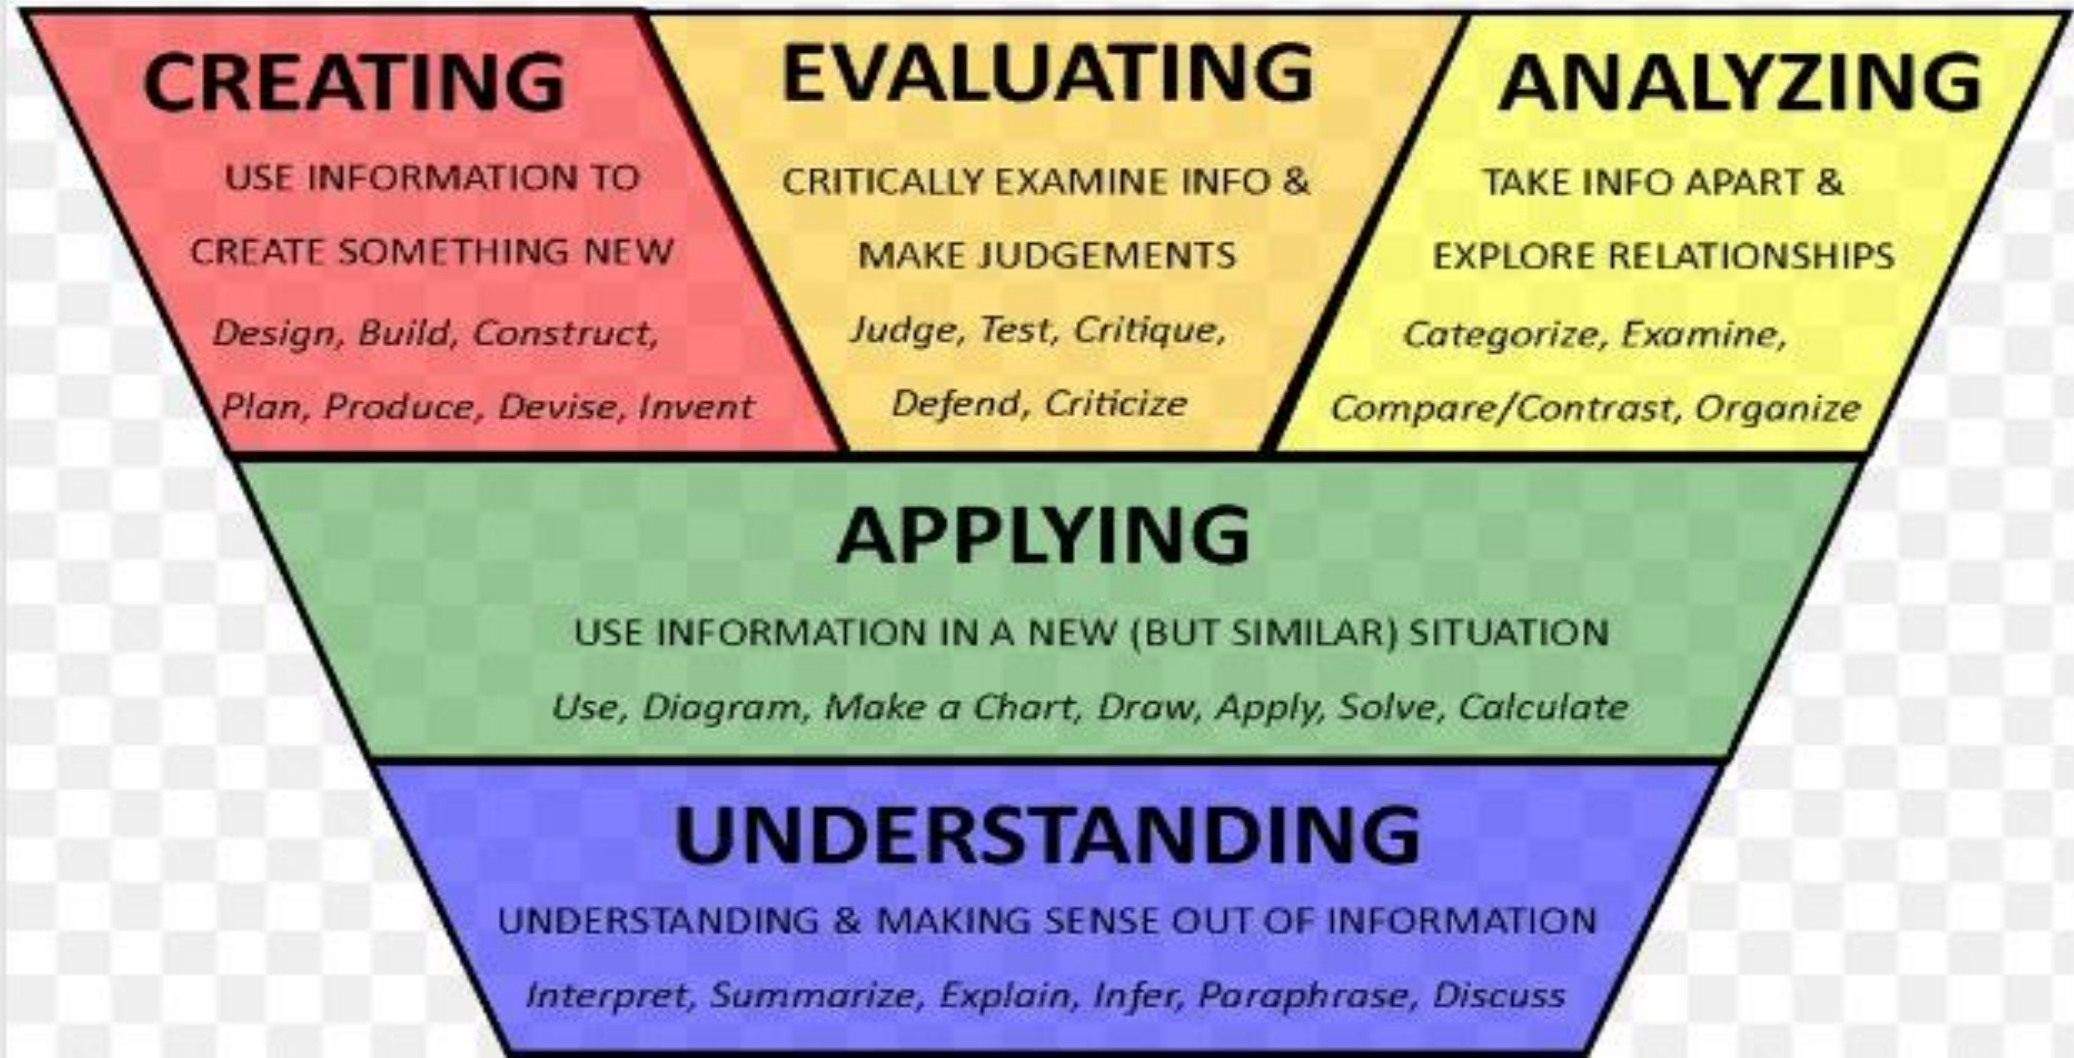 CREATING
USE INFORMATION TO
CREATE SOMETHING NEW
Design, Build, Construct,
Plan, Produce, Devise, Invent
EVALUATING
CRITICALLY EXAMINE INFO &
MAKE JUDGEMENTS
Judge, Test, Critique,
Defend, Criticize
ANALYZING
TAKE INFO APART &
EXPLORE RELATIONSHIPS
Categorize, Examine,
Compare/Contrast, Organize
APPLYING
USE INFORMATION IN A NEW (BUT SIMILAR) SITUATION
Use, Diagram, Make a Chart, Draw, Apply, Solve, Calculate
UNDERSTANDING
UNDERSTANDING & MAKING SENSE OUT OF INFORMATION
Interpret, Summarize, Explain, Infer, Paraphrase, Discuss